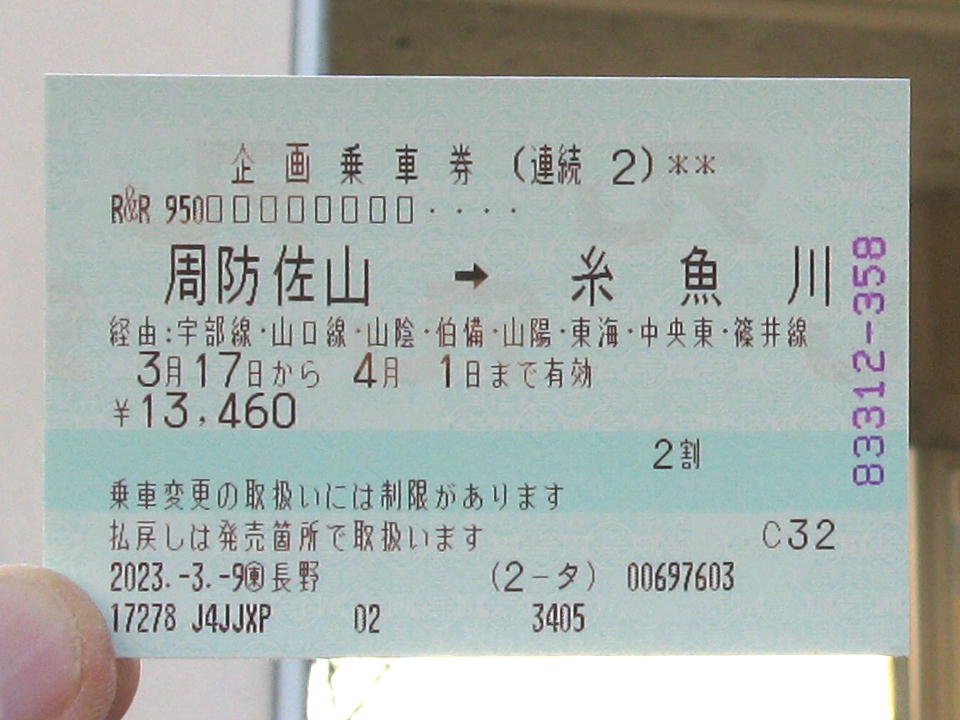 企画乗車券（連続 2）＊＊
R&R 950□□□□□□□□・・・・
周防佐山 ➡ 糸魚川
経由:宇部線・山口線・山陰・伯備・山陽・東海・中央東・篠井線
3月17日から 4月 1日まで有効
￥13,460
2割
乗車変更の取扱いには制限があります
払戻しは発売箇所で取扱います
C32
2023.-3.-9㊝長野 (2-タ) 00697603
17278 J4JJXP 02 3405
83312-358